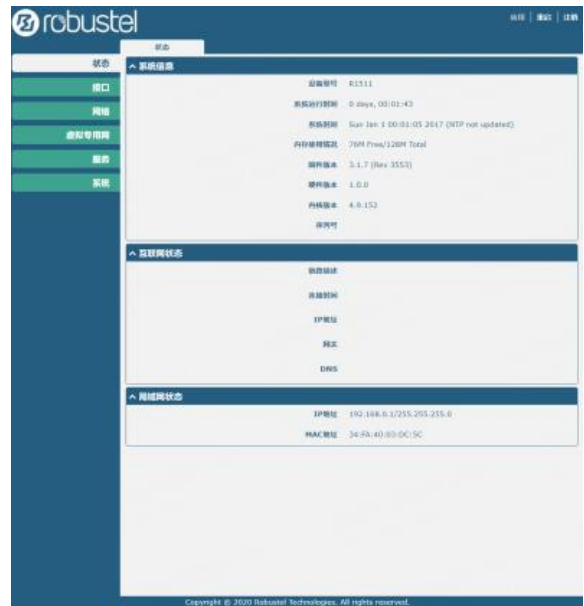 robustel
应用 | 重启 | 注销
状态
状态
接口
网络
虚拟专用网
服务
系统
系统信息
设备型号 R1511
系统运行时间 0 days, 00:01:43
系统时间 Sun Jan 1 00:01:05 2017 (NTP not updated)
内存使用情况 76M Free/128M Total
固件版本 3.1.7 (Rev 3553)
硬件版本 1.0.0
内核版本 4.9.152
序列号
互联网状态
链路描述
连接时间
IP地址
网关
DNS
局域网状态
IP地址 192.168.0.1/255.255.255.0
MAC地址 34:FA:40:03:DC:5C
Copyright © 2020 Robustel Technologies. All rights reserved.